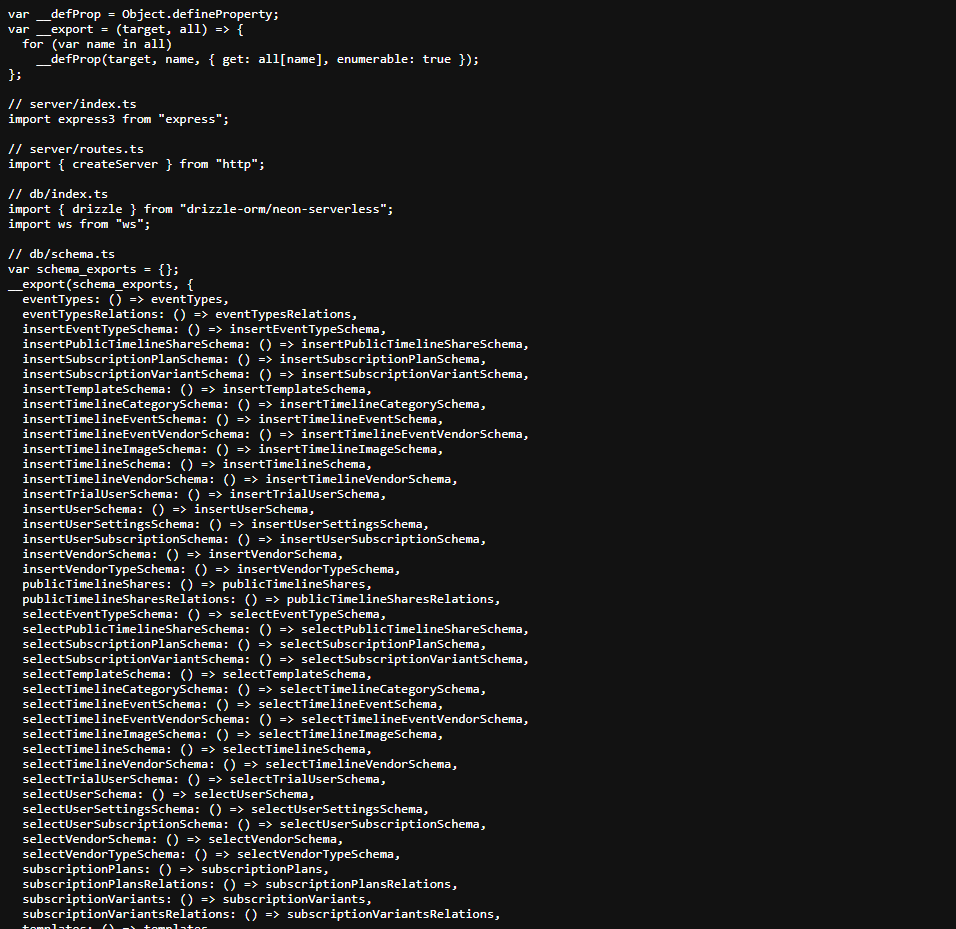 var __defProp = Object.defineProperty;
var __export = (target, all) => {
  for (var name in all)
    __defProp(target, name, { get: all[name], enumerable: true });
};

// server/index.ts
import express3 from "express";

// server/routes.ts
import { createServer } from "http";

// db/index.ts
import { drizzle } from "drizzle-orm/neon-serverless";
import ws from "ws";

// db/schema.ts
var schema_exports = {};
__export(schema_exports, {
  eventTypes: () => eventTypes,
  eventTypesRelations: () => eventTypesRelations,
  insertEventTypeSchema: () => insertEventTypeSchema,
  insertPublicTimelineShareSchema: () => insertPublicTimelineShareSchema,
  insertSubscriptionPlanSchema: () => insertSubscriptionPlanSchema,
  insertSubscriptionVariantSchema: () => insertSubscriptionVariantSchema,
  insertTemplateSchema: () => insertTemplateSchema,
  insertTimelineCategorySchema: () => insertTimelineCategorySchema,
  insertTimelineEventSchema: () => insertTimelineEventSchema,
  insertTimelineEventVendorSchema: () => insertTimelineEventVendorSchema,
  insertTimelineImageSchema: () => insertTimelineImageSchema,
  insertTimelineSchema: () => insertTimelineSchema,
  insertTimelineVendorSchema: () => insertTimelineVendorSchema,
  insertTrialUserSchema: () => insertTrialUserSchema,
  insertUserSchema: () => insertUserSchema,
  insertUserSettingsSchema: () => insertUserSettingsSchema,
  insertUserSubscriptionSchema: () => insertUserSubscriptionSchema,
  insertVendorSchema: () => insertVendorSchema,
  insertVendorTypeSchema: () => insertVendorTypeSchema,
  publicTimelineShares: () => publicTimelineShares,
  publicTimelineSharesRelations: () => publicTimelineSharesRelations,
  selectEventTypeSchema: () => selectEventTypeSchema,
  selectPublicTimelineShareSchema: () => selectPublicTimelineShareSchema,
  selectSubscriptionPlanSchema: () => selectSubscriptionPlanSchema,
  selectSubscriptionVariantSchema: () => selectSubscriptionVariantSchema,
  selectTemplateSchema: () => selectTemplateSchema,
  selectTimelineCategorySchema: () => selectTimelineCategorySchema,
  selectTimelineEventSchema: () => selectTimelineEventSchema,
  selectTimelineEventVendorSchema: () => selectTimelineEventVendorSchema,
  selectTimelineImageSchema: () => selectTimelineImageSchema,
  selectTimelineSchema: () => selectTimelineSchema,
  selectTimelineVendorSchema: () => selectTimelineVendorSchema,
  selectTrialUserSchema: () => selectTrialUserSchema,
  selectUserSchema: () => selectUserSchema,
  selectUserSettingsSchema: () => selectUserSettingsSchema,
  selectUserSubscriptionSchema: () => selectUserSubscriptionSchema,
  selectVendorSchema: () => selectVendorSchema,
  selectVendorTypeSchema: () => selectVendorTypeSchema,
  subscriptionPlans: () => subscriptionPlans,
  subscriptionPlansRelations: () => subscriptionPlansRelations,
  subscriptionVariants: () => subscriptionVariants,
  subscriptionVariantsRelations: () => subscriptionVariantsRelations,
  templates: () => templates